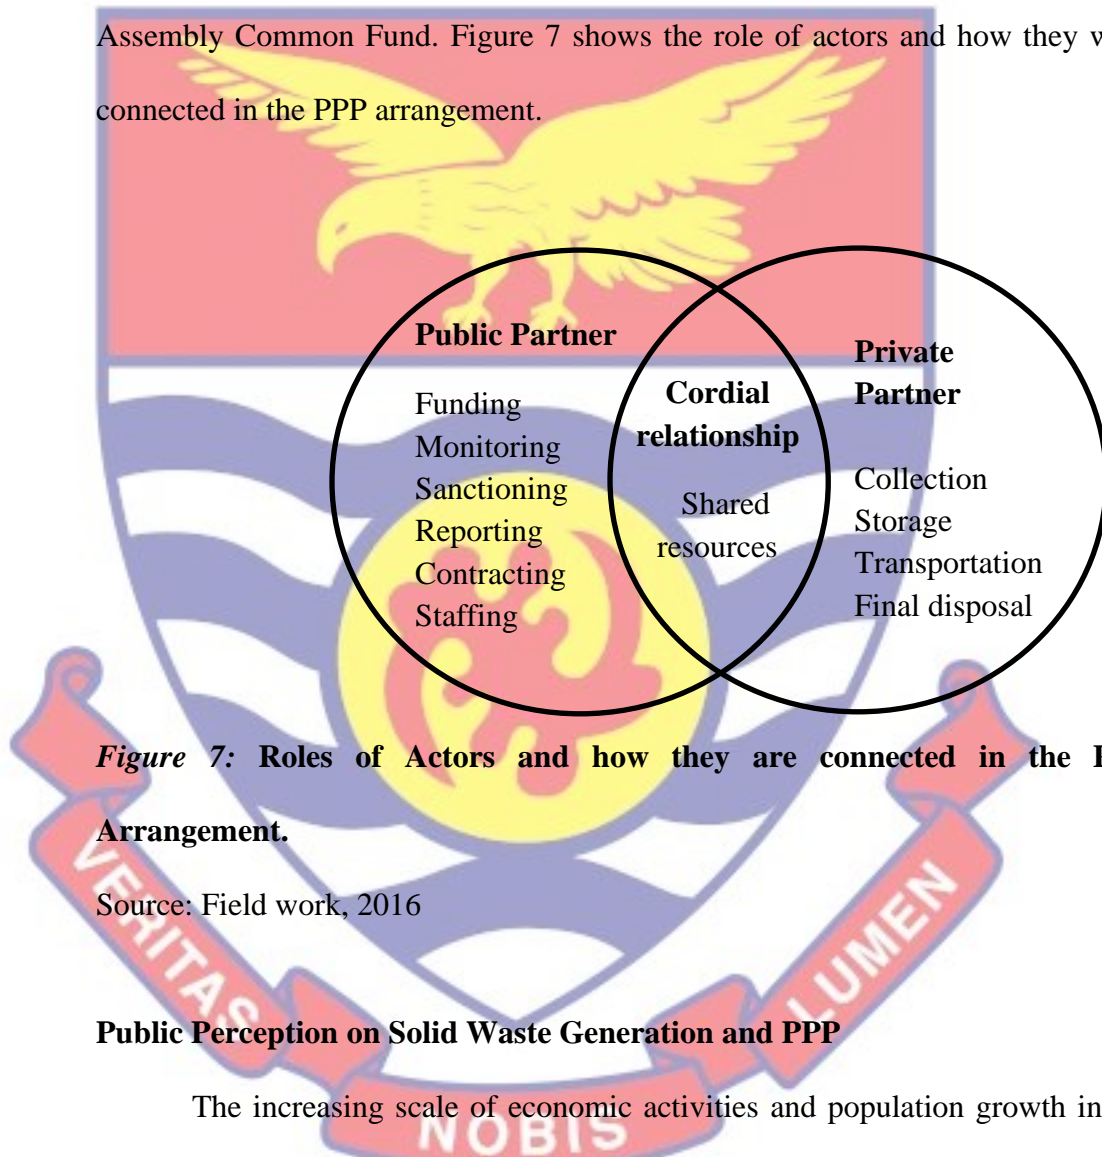 Assembly Common Fund. Figure 7 shows the role of actors and how they w
connected in the PPP arrangement.
Public Partner
Funding
Monitoring
Sanctioning
Reporting
Contracting
Staffing
Cordial
relationship
Shared
resources
Private
Partner
Collection
Storage
Transportation
Final disposal
Figure 7: Roles of Actors and how they are connected in the
Arrangement.
Source: Field work, 2016
Public Perception on Solid Waste Generation and PPP
The increasing scale of economic activities and population growth in
VERITAS
NOBIS
LUMEN